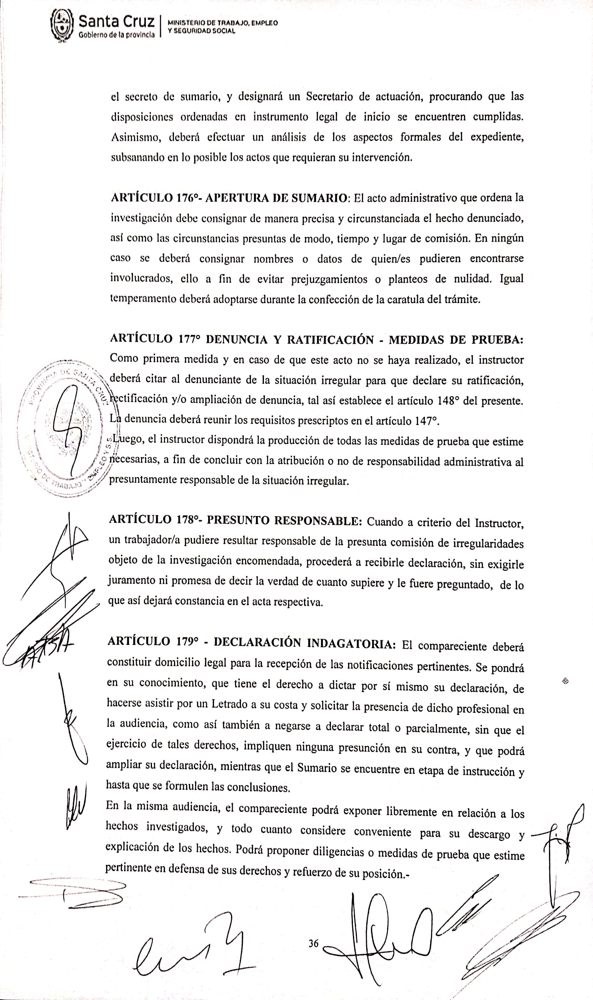 Santa Cruz
Gobierno de la provincia
MINISTERIO DE TRABAJO, EMPLEO
Y SEGURIDAD SOCIAL
el secreto de sumario, y designará un Secretario de actuación, procurando que las
disposiciones ordenadas en instrumento legal de inicio se encuentren cumplidas.
Asimismo, deberá efectuar un análisis de los aspectos formales del expediente,
subsanando en lo posible los actos que requieran su intervención.
ARTÍCULO 176°- APERTURA DE SUMARIO: El acto administrativo que ordena la
investigación debe consignar de manera precisa y circunstanciada el hecho denunciado,
así como las circunstancias presuntas de modo, tiempo y lugar de comisión. En ningún
caso se deberá consignar nombres o datos de quien/es pudieren encontrarse
involucrados, ello a fin de evitar prejuzgamientos o planteos de nulidad. Igual
temperamento deberá adoptarse durante la confección de la caratula del trámite.
ARTÍCULO 177° DENUNCIA Y RATIFICACIÓN - MEDIDAS DE PRUEBA:
Como primera medida y en caso de que este acto no se haya realizado, el instructor
deberá citar al denunciante de la situación irregular para que declare su ratificación,
rectificación y/o ampliación de denuncia, tal así establece el artículo 148° del presente.
La denuncia deberá reunir los requisitos prescriptos en el artículo 147°.
Luego, el instructor dispondrá la producción de todas las medidas de prueba que estime
necesarias, a fin de concluir con la atribución o no de responsabilidad administrativa al
presuntamente responsable de la situación irregular.
PROVINCIA DE SANTA CRUZ
DE TRABAJO EMPLEO Y S.S.
ARTÍCULO 178°- PRESUNTO RESPONSABLE: Cuando a criterio del Instructor,
un trabajador/a pudiere resultar responsable de la presunta comisión de irregularidades
objeto de la investigación encomendada, procederá a recibirle declaración, sin exigirle
juramento ni promesa de decir la verdad de cuanto supiere y le fuere preguntado, de lo
que así dejará constancia en el acta respectiva.
ARTÍCULO 179° - DECLARACIÓN INDAGATORIA: El compareciente deberá
constituir domicilio legal para la recepción de las notificaciones pertinentes. Se pondrá
en su conocimiento, que tiene el derecho a dictar por sí mismo su declaración, de
hacerse asistir por un Letrado a su costa y solicitar la presencia de dicho profesional en
la audiencia, como así también a negarse a declarar total o parcialmente, sin que el
ejercicio de tales derechos, impliquen ninguna presunción en su contra, y que podrá
ampliar su declaración, mientras que el Sumario se encuentre en etapa de instrucción y
hasta que se formulen las conclusiones.
En la misma audiencia, el compareciente podrá exponer libremente en relación a los
hechos investigados, y todo cuanto considere conveniente para su descargo y
explicación de los hechos. Podrá proponer diligencias o medidas de prueba que estime
pertinente en defensa de sus derechos y refuerzo de su posición.-
36